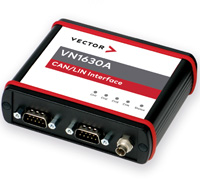 VECTOR
VN1630A
CAN/LIN Interface